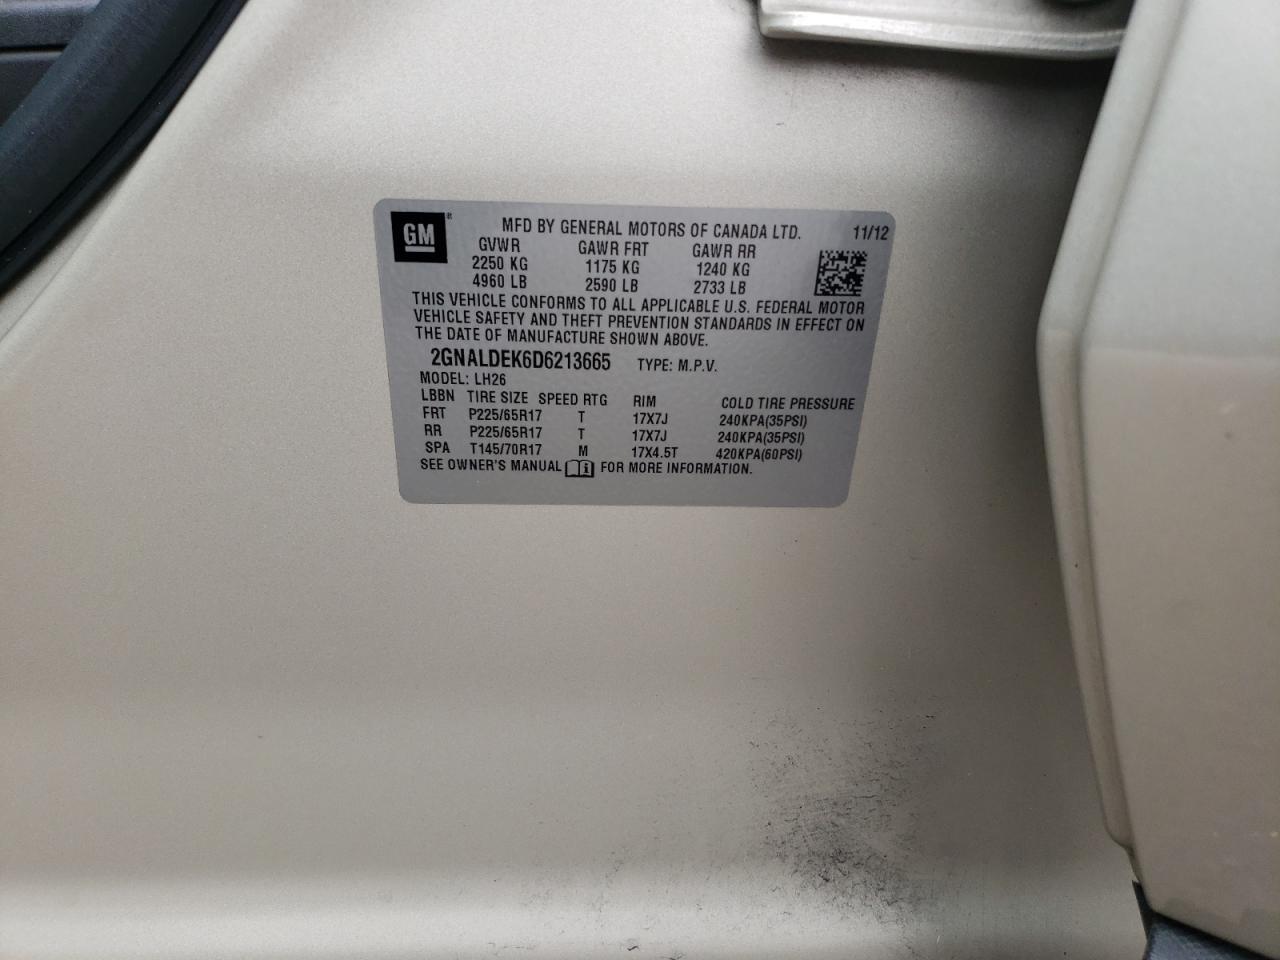 GM ® MFD BY GENERAL MOTORS OF CANADA LTD. 11/12
GVWR GAWR FRT GAWR RR
2250 KG 1175 KG 1240 KG
4960 LB 2590 LB 2733 LB
THIS VEHICLE CONFORMS TO ALL APPLICABLE U.S. FEDERAL MOTOR
VEHICLE SAFETY AND THEFT PREVENTION STANDARDS IN EFFECT ON
THE DATE OF MANUFACTURE SHOWN ABOVE.
2GNALDEK6D6213665 TYPE: M.P.V.
MODEL: LH26
LBBN TIRE SIZE SPEED RTG RIM COLD TIRE PRESSURE
FRT P225/65R17 T 17X7J 240KPA(35PSI)
RR P225/65R17 T 17X7J 240KPA(35PSI)
SPA T145/70R17 M 17X4.5T 420KPA(60PSI)
SEE OWNER'S MANUAL i FOR MORE INFORMATION.